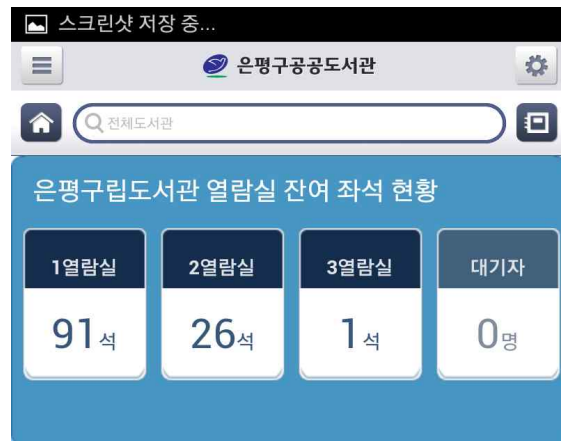 스크린샷 저장 중...
은평구공공도서관
전체도서관
은평구립도서관 열람실 잔여 좌석 현황
1열람실 2열람실 3열람실 대기자
91석 26석 1석 0명